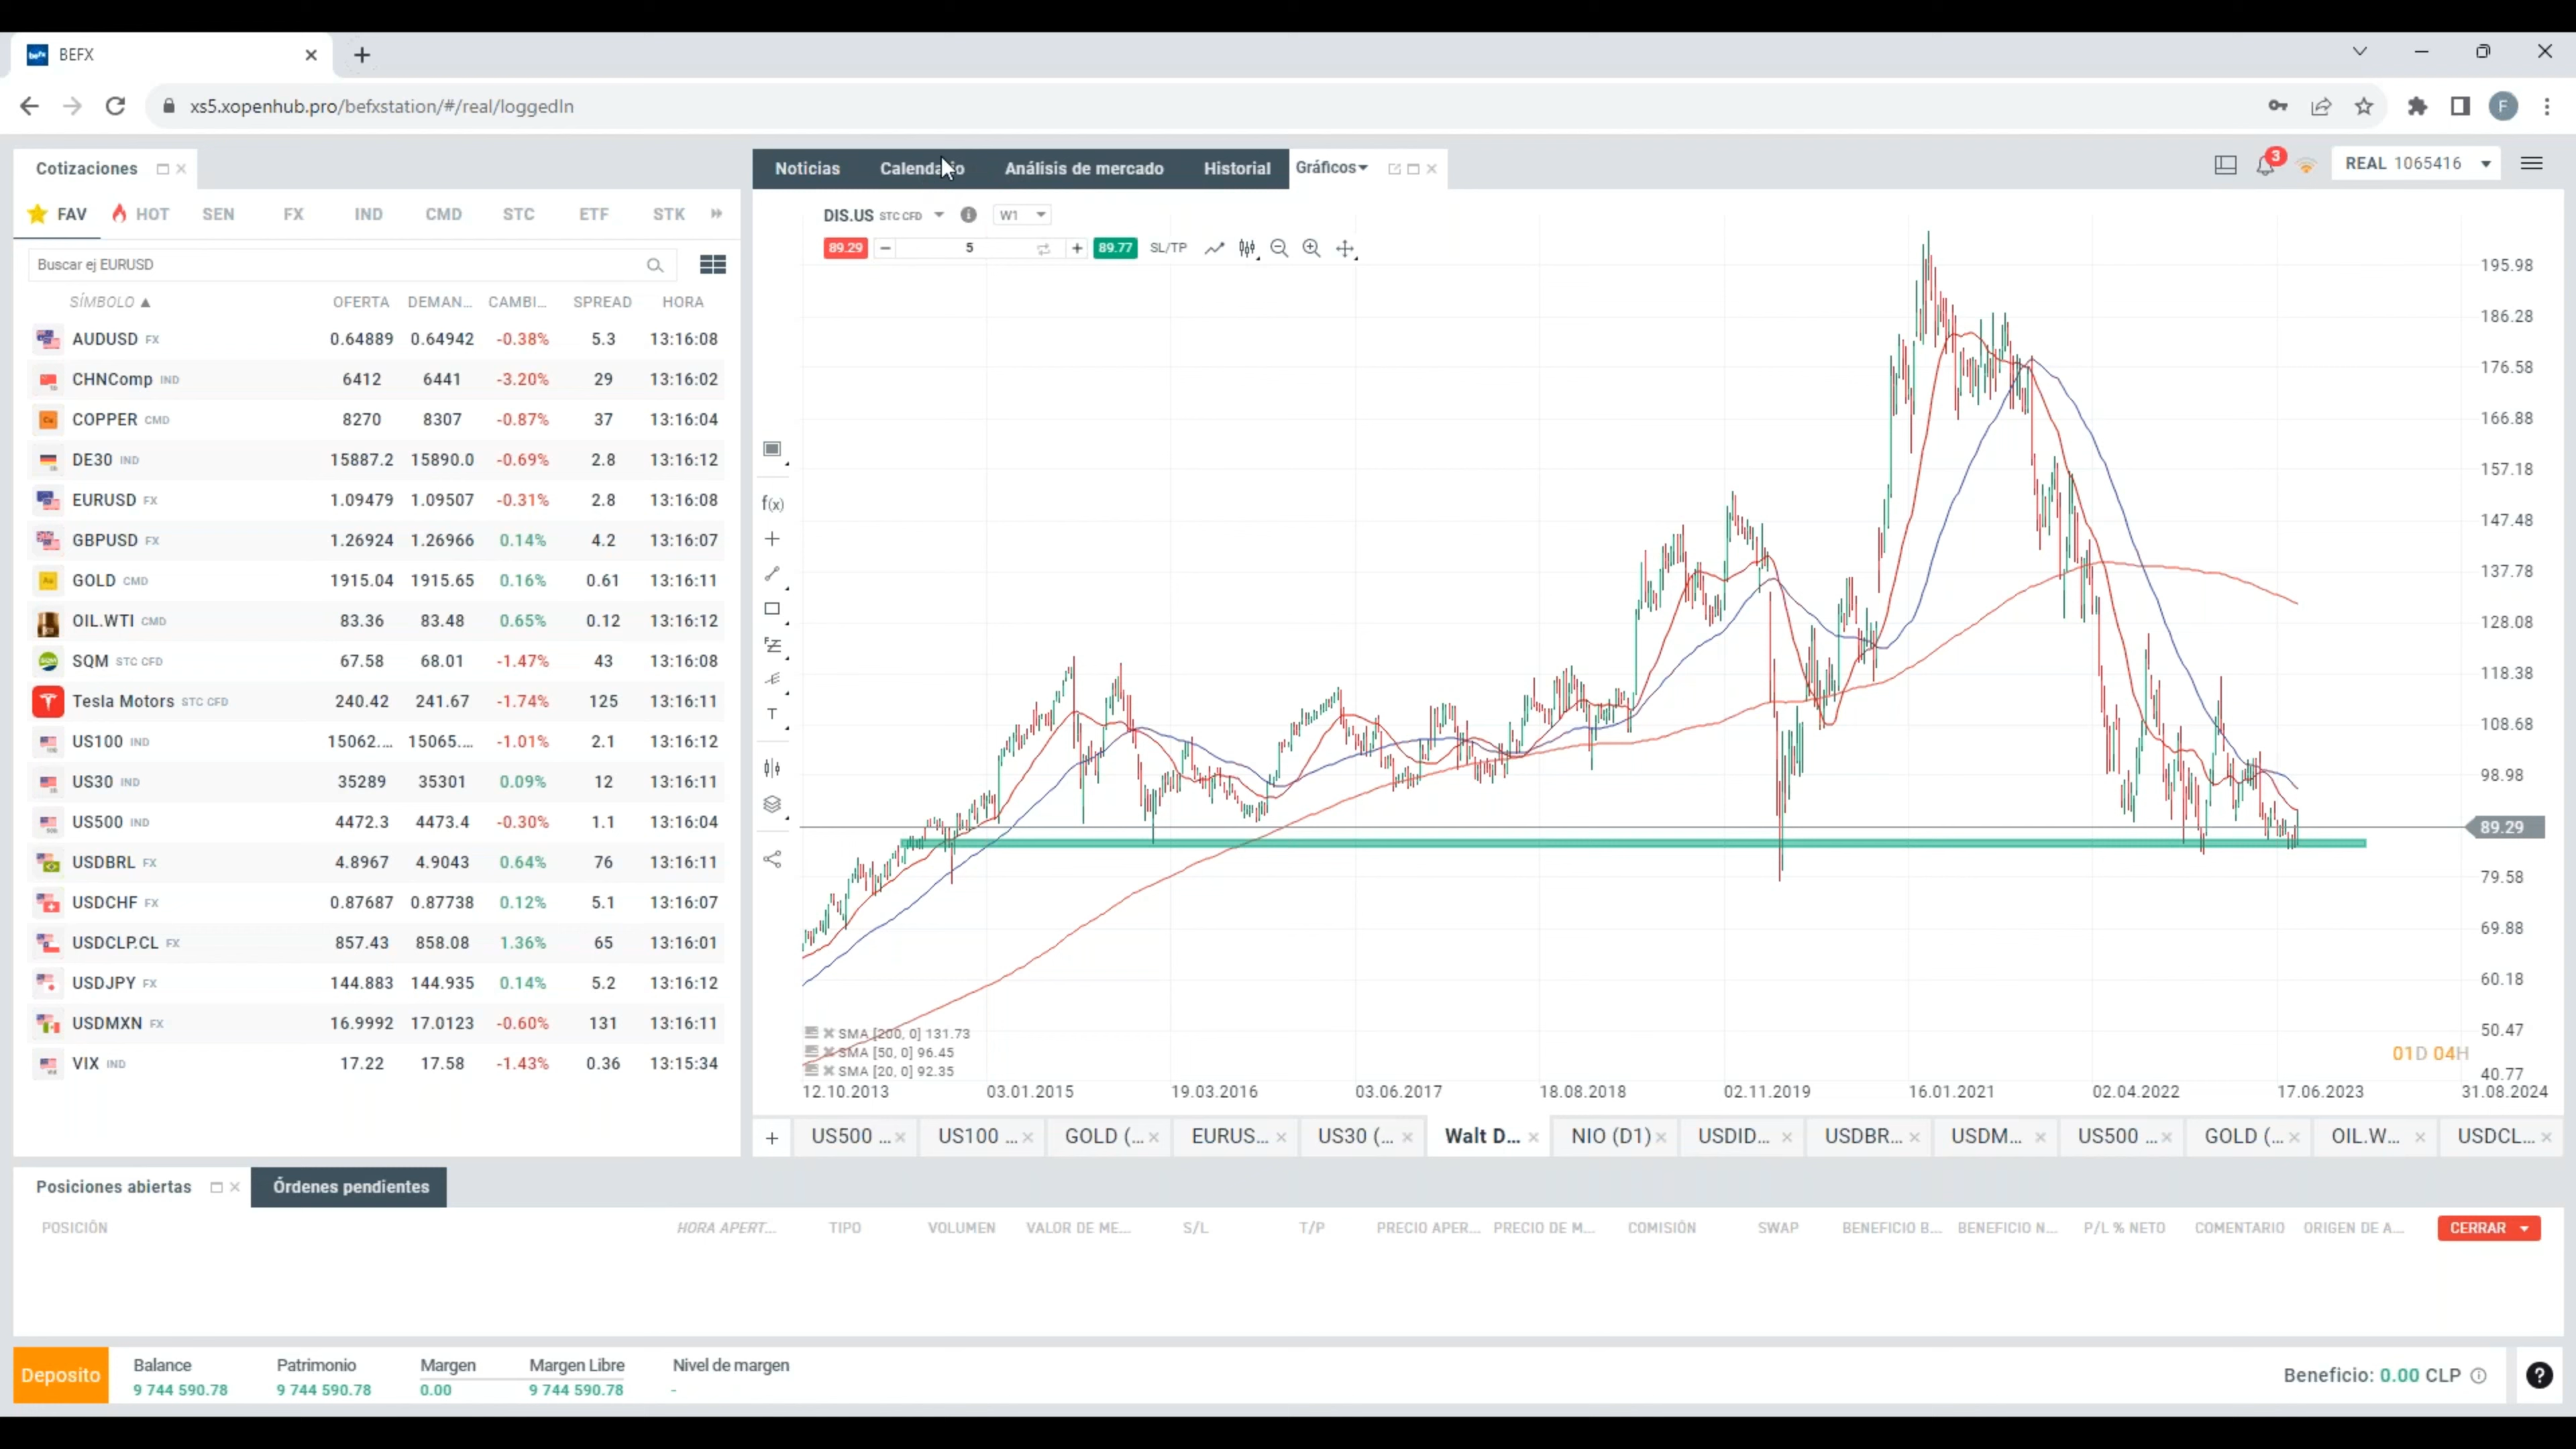 BEFX
xs5.xopenhub.pro/befxstation/#/real/loggedIn
F
Cotizaciones
FAV HOT SEN FX IND CMD STC ETF STK
Buscar ej EURUSD
SÍMBOLO ▲ OFERTA DEMAN... CAMBI... SPREAD HORA
AUDUSD FX 0.64889 0.64942 -0.38% 5.3 13:16:08
CHNComp IND 6412 6441 -3.20% 29 13:16:02
COPPER CMD 8270 8307 -0.87% 37 13:16:04
DE30 IND 15887.2 15890.0 -0.69% 2.8 13:16:12
EURUSD FX 1.09479 1.09507 -0.31% 2.8 13:16:08
GBPUSD FX 1.26924 1.26966 0.14% 4.2 13:16:07
GOLD CMD 1915.04 1915.65 0.16% 0.61 13:16:11
OIL.WTI CMD 83.36 83.48 0.65% 0.12 13:16:12
SQM STC CFD 67.58 68.01 -1.47% 43 13:16:08
Tesla Motors STC CFD 240.42 241.67 -1.74% 125 13:16:11
US100 IND 15062.... 15065.... -1.01% 2.1 13:16:12
US30 IND 35289 35301 0.09% 12 13:16:11
US500 IND 4472.3 4473.4 -0.30% 1.1 13:16:04
USDBRL FX 4.8967 4.9043 0.64% 76 13:16:11
USDCHF FX 0.87687 0.87738 0.12% 5.1 13:16:07
USDCLP.CL FX 857.43 858.08 1.36% 65 13:16:01
USDJPY FX 144.883 144.935 0.14% 5.2 13:16:12
USDMXN FX 16.9992 17.0123 -0.60% 131 13:16:11
VIX IND 17.22 17.58 -1.43% 0.36 13:15:34
Noticias Calendario Análisis de mercado Historial Gráficos
3
REAL 1065416
DIS.US STC CFD W1
89.29 5 89.77 SL/TP
f(x)
T
195.98
186.28
176.58
166.88
157.18
147.48
137.78
128.08
118.38
108.68
98.98
89.29
79.58
69.88
60.18
50.47
40.77
01D 04H
SMA [200, 0] 131.73
SMA [50, 0] 96.45
SMA [20, 0] 92.35
12.10.2013 03.01.2015 19.03.2016 03.06.2017 18.08.2018 02.11.2019 16.01.2021 02.04.2022 17.06.2023 31.08.2024
US500 ... US100 ... GOLD (... EURUS... US30 (... Walt D... NIO (D1) USDID... USDBR... USDM... US500 ... GOLD (... OIL.W... USDCL...
Posiciones abiertas Órdenes pendientes
POSICIÓN HORA APERT... TIPO VOLUMEN VALOR DE ME... S/L T/P PRECIO APER... PRECIO DE M... COMISIÓN SWAP BENEFICIO B... BENEFICIO N... P/L % NETO COMENTARIO ORIGEN DE A... CERRAR
Deposito
Balance Patrimonio Margen Margen Libre Nivel de margen
9 744 590.78 9 744 590.78 0.00 9 744 590.78 -
Beneficio: 0.00 CLP